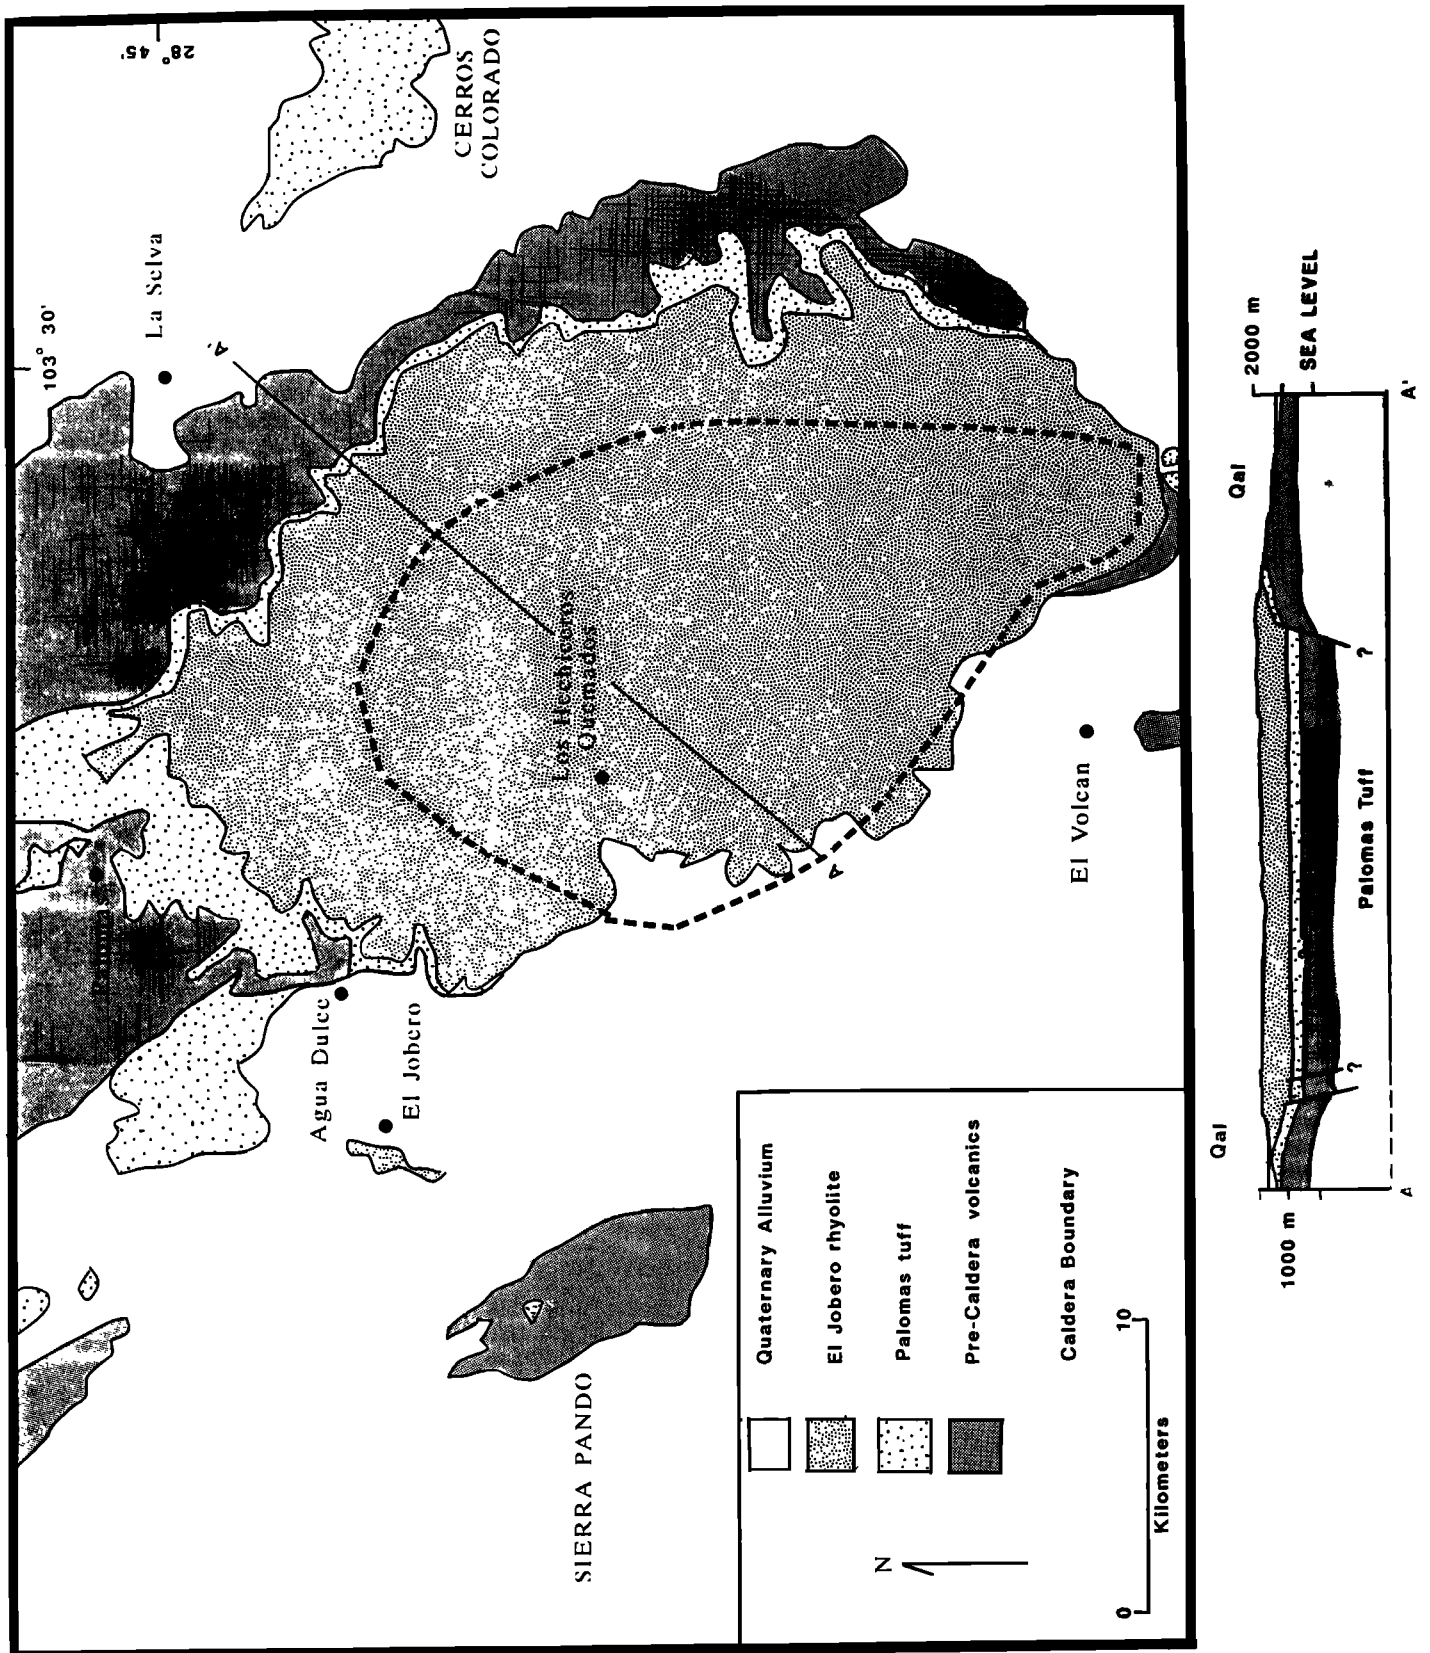 28° 45'
103° 30'
CERROS
COLORADO
La Selva
A'
Los Hechiceros
Quemados
A
El Volcan
Agua Dulce
El Jobero
SIERRA PANDO
Quaternary Alluvium
El Jobero rhyolite
Palomas tuff
Pre-Caldera volcanics
Caldera Boundary
N
0
10
Kilometers
Qal
Qal
2000 m
SEA LEVEL
1000 m
?
?
Palomas Tuff
A
A'